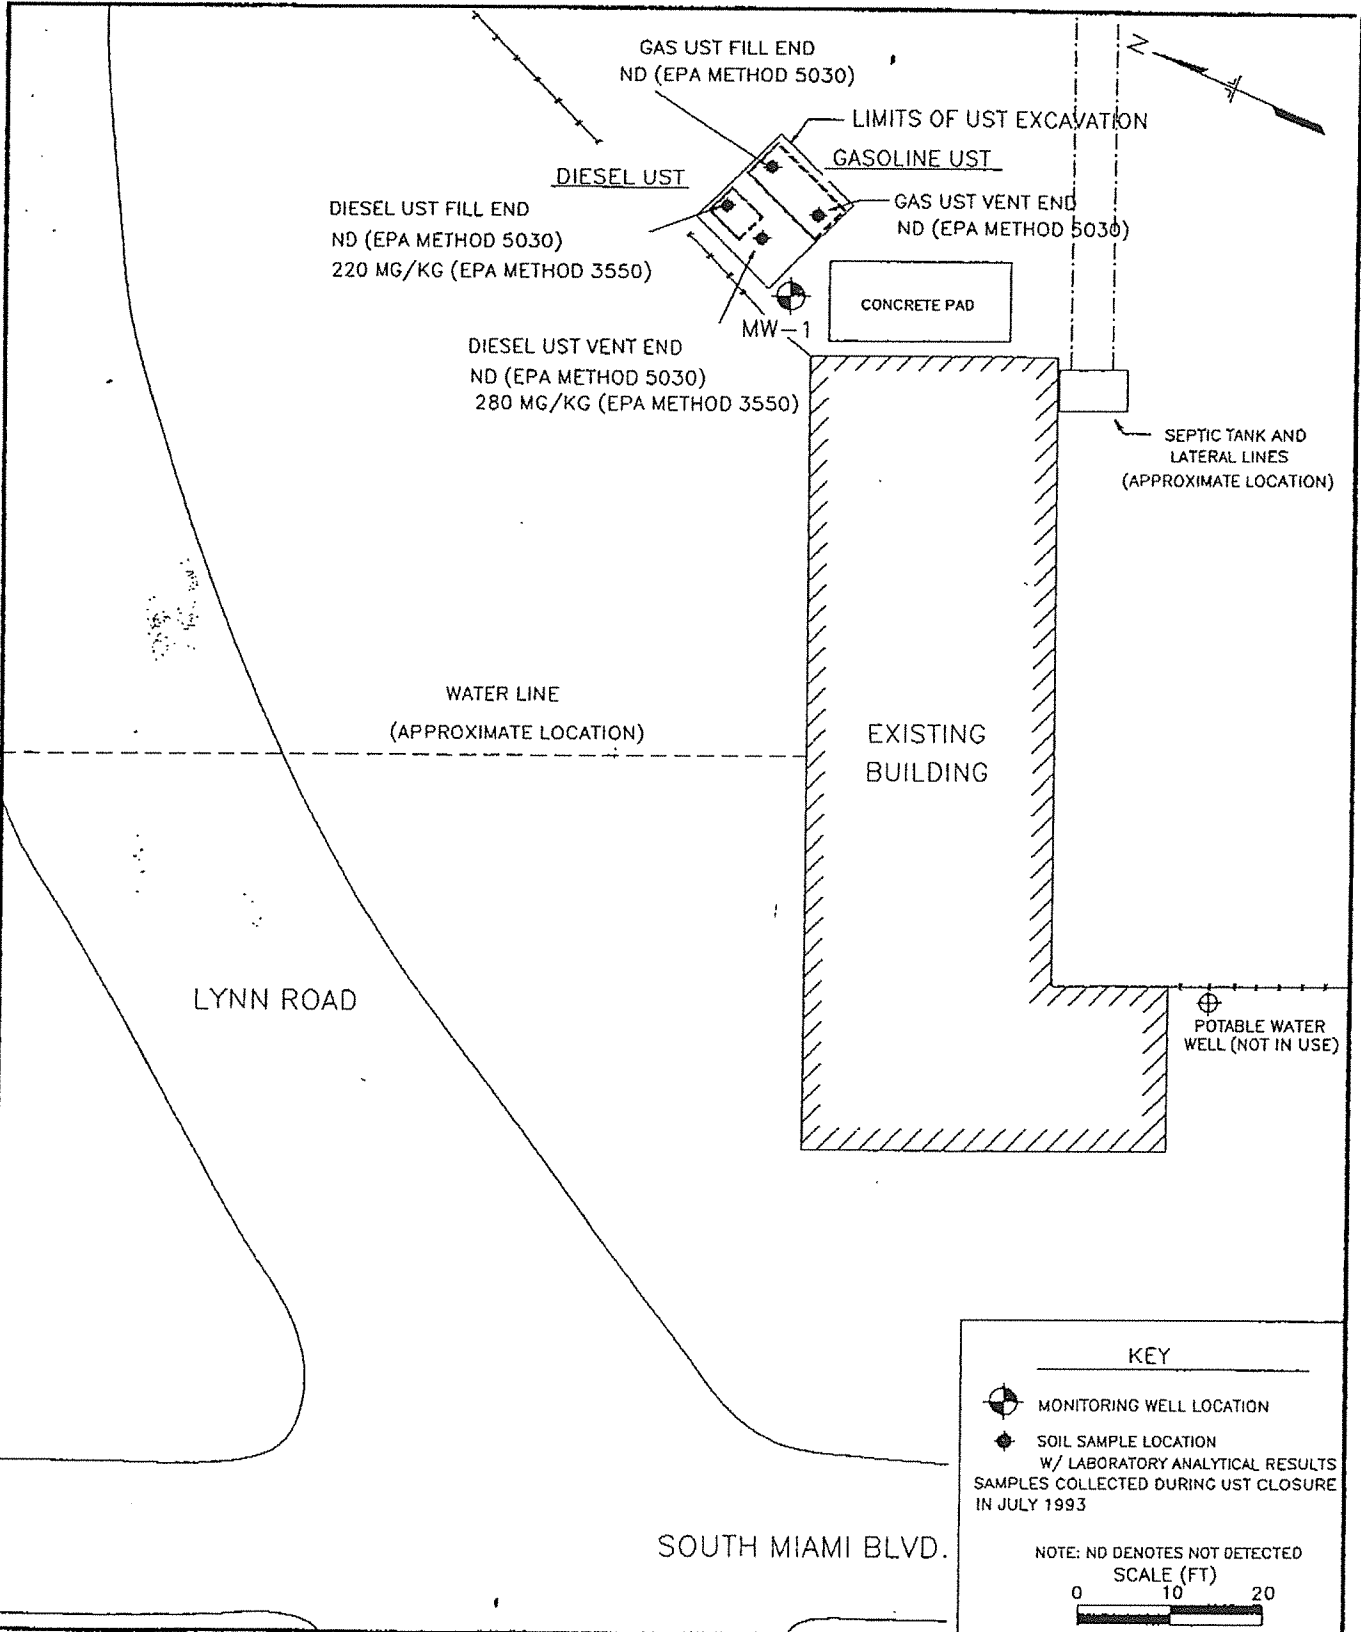 GAS UST FILL END
ND (EPA METHOD 5030)
N
LIMITS OF UST EXCAVATION
GASOLINE UST
DIESEL UST
GAS UST VENT END
ND (EPA METHOD 5030)
DIESEL UST FILL END
ND (EPA METHOD 5030)
220 MG/KG (EPA METHOD 3550)
CONCRETE PAD
MW-1
DIESEL UST VENT END
ND (EPA METHOD 5030)
280 MG/KG (EPA METHOD 3550)
SEPTIC TANK AND
LATERAL LINES
(APPROXIMATE LOCATION)
WATER LINE
(APPROXIMATE LOCATION)
EXISTING
BUILDING
LYNN ROAD
POTABLE WATER
WELL (NOT IN USE)
KEY
MONITORING WELL LOCATION
SOIL SAMPLE LOCATION
W/ LABORATORY ANALYTICAL RESULTS
SAMPLES COLLECTED DURING UST CLOSURE
IN JULY 1993
SOUTH MIAMI BLVD.
NOTE: ND DENOTES NOT DETECTED
SCALE (FT)
0 10 20